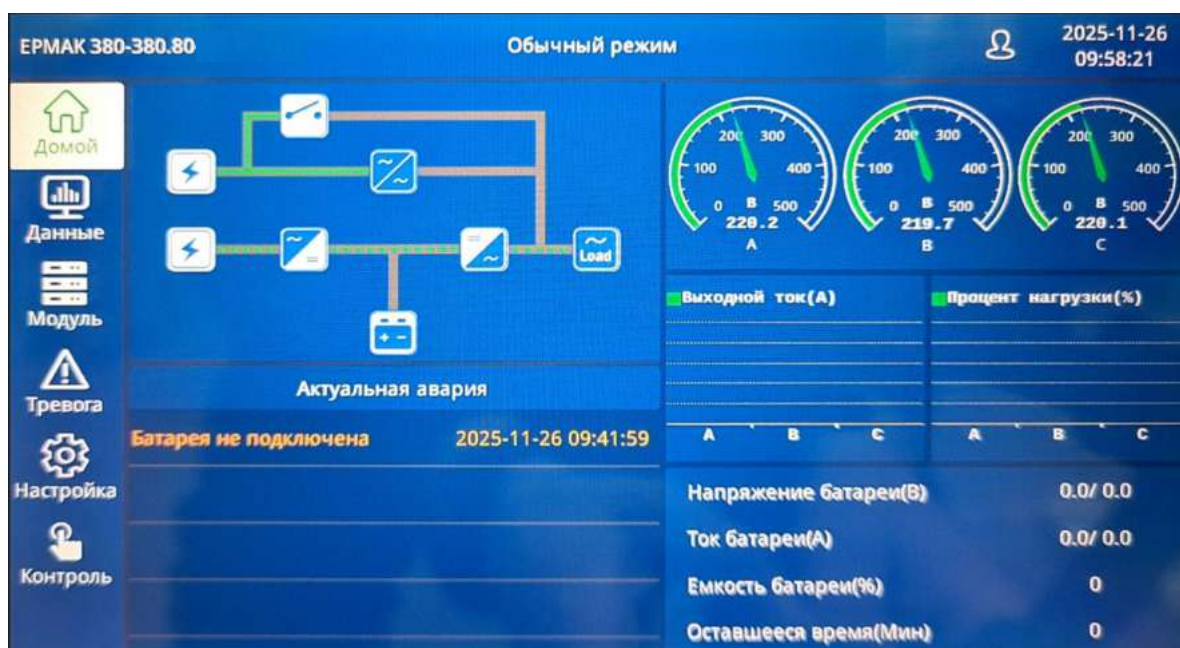 ЕРМАК 380-380.80
Обычный режим
2025-11-26
09:58:21
Домой
Данные
Модуль
Тревога
Настройка
Контроль
Load
Актуальная авария
Батарея не подключена 2025-11-26 09:41:59
0 100 200 300 400 500
В
220.2
A
0 100 200 300 400 500
В
219.7
B
0 100 200 300 400 500
В
220.1
C
Выходной ток(А)
A B C
Процент нагрузки(%)
A B C
Напряжение батареи(В) 0.0/ 0.0
Ток батареи(А) 0.0/ 0.0
Емкость батареи(%) 0
Оставшееся время(Мин) 0